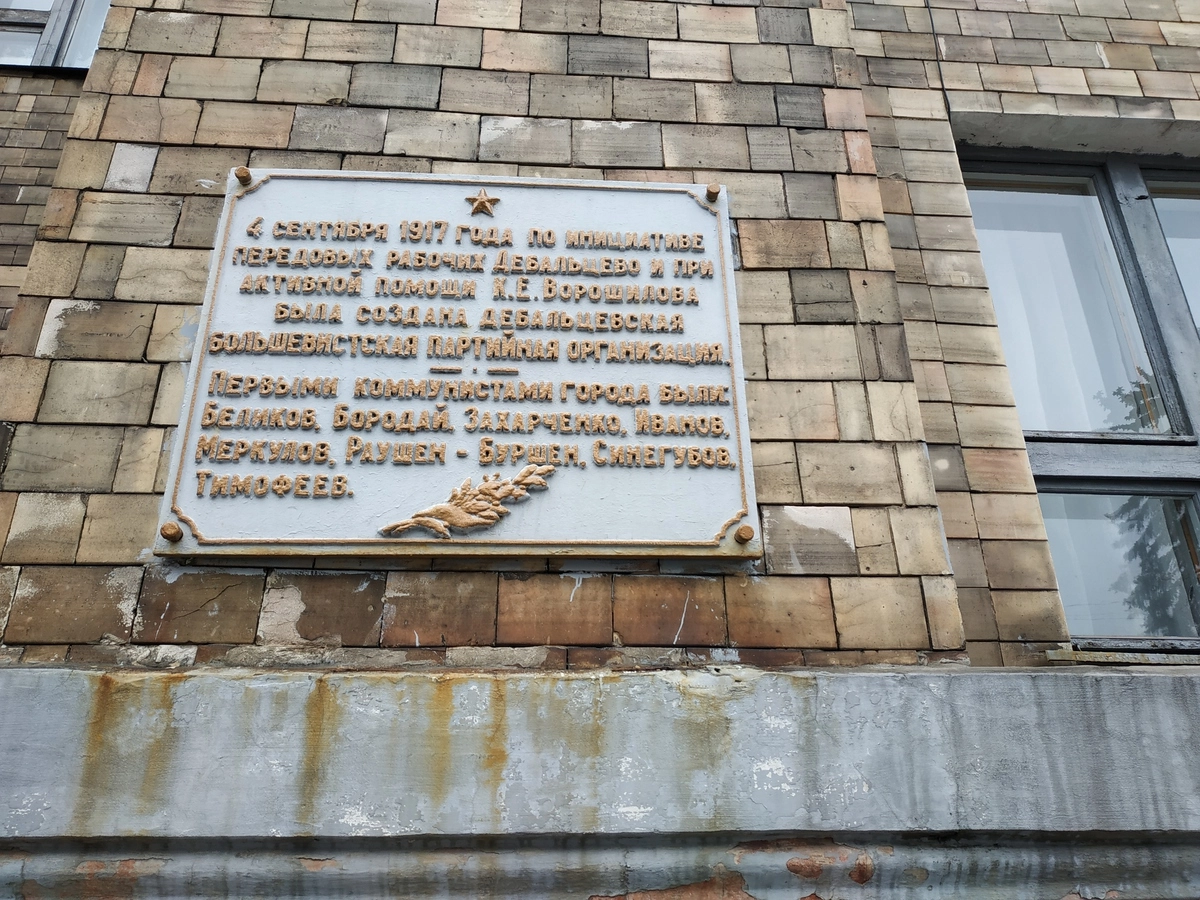 4 сентября 1917 года по инициативе
передовых рабочих Дебальцево и при
активной помощи К.Е. Ворошилова
была создана дебальцевская
большевистская партийная организация.
Первыми коммунистами города были:
Беликов, Бородай, Захарченко, Иванов,
Меркулов, Раушен - Буршен, Синегубов,
Тимофеев.